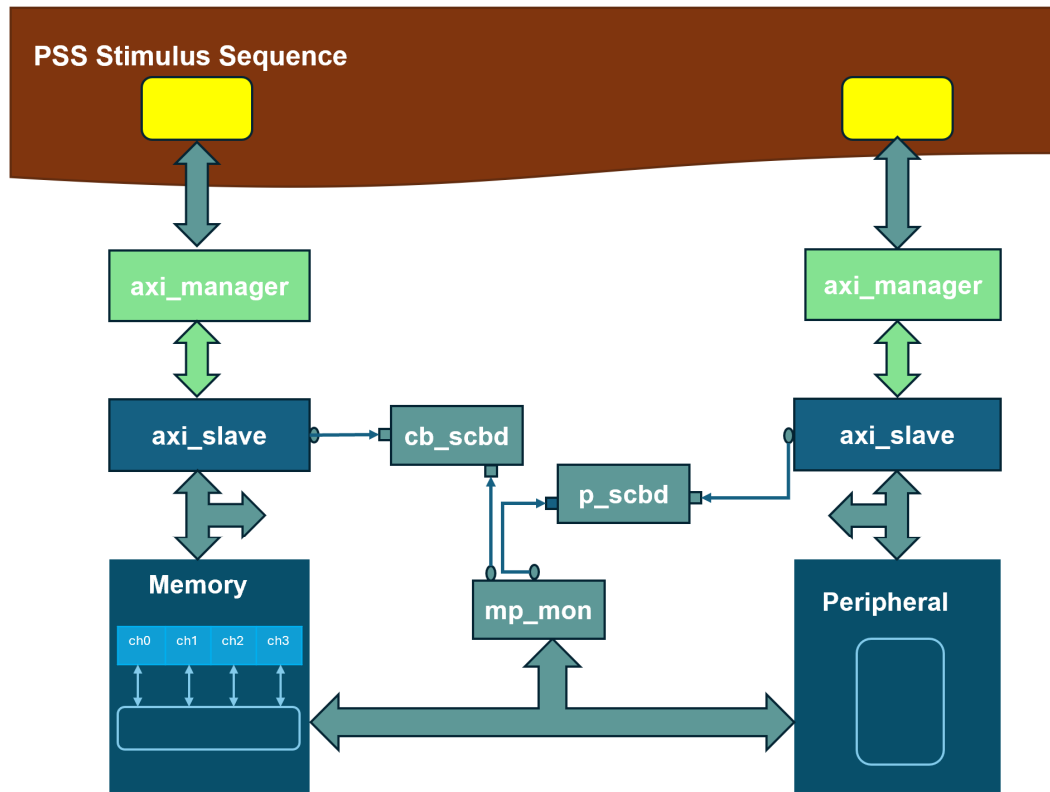 PSS Stimulus Sequence
axi_manager
axi_manager
axi_slave
cb_scbd
axi_slave
p_scbd
Memory
mp_mon
Peripheral
ch0 ch1 ch2 ch3